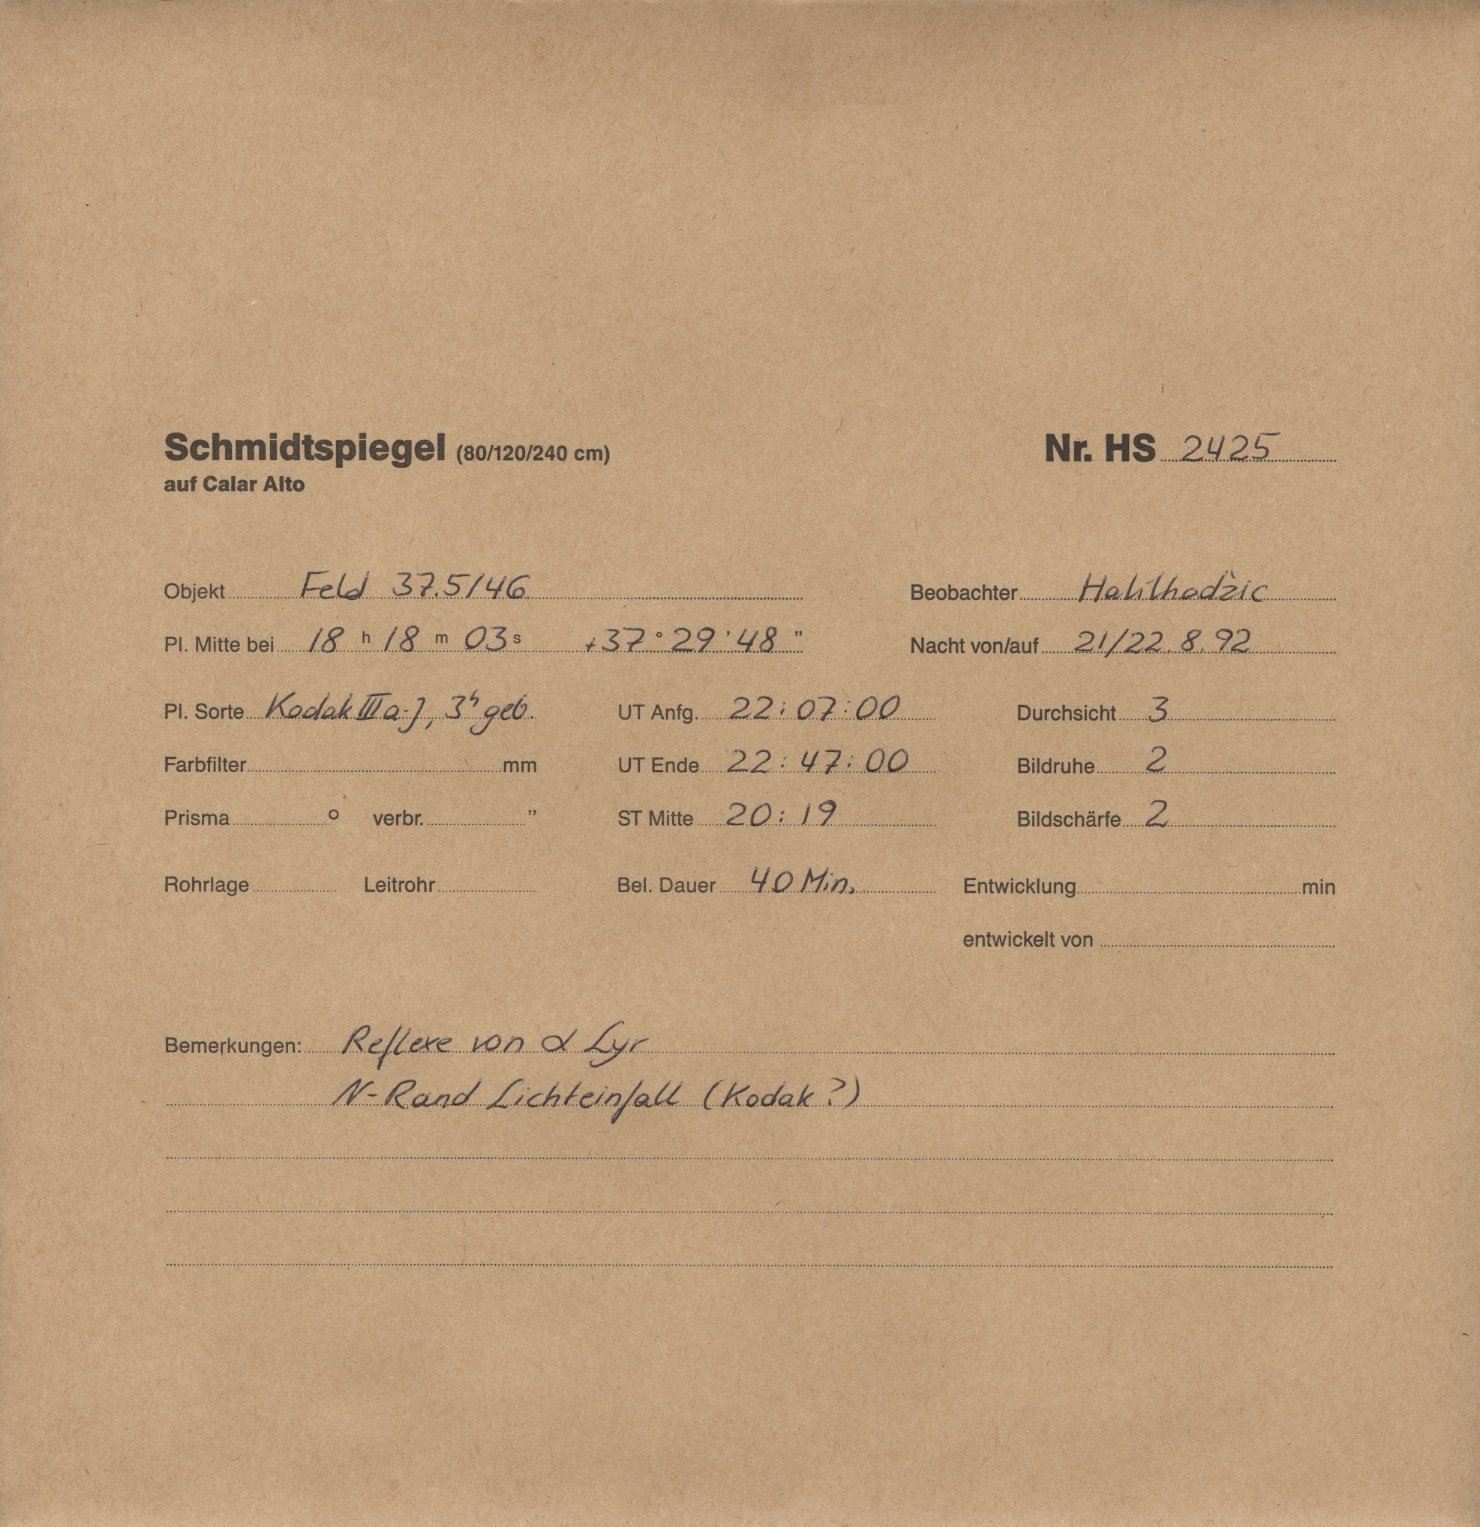 Schmidtspiegel (80/120/240 cm) Nr. HS 2425
auf Calar Alto
Objekt Feld 37.5/46 Beobachter Halilhodžic
Pl. Mitte bei 18 h 18 m 03 s +37 ° 29 ' 48 " Nacht von/auf 21/22.8.92
Pl. Sorte Kodak IIIa-J, 3h geb. UT Anfg. 22:07:00 Durchsicht 3
Farbfilter mm UT Ende 22:47:00 Bildruhe 2
Prisma ° verbr. " ST Mitte 20:19 Bildschärfe 2
Rohrlage Leitrohr Bel. Dauer 40 Min. Entwicklung min
entwickelt von
Bemerkungen: Reflexe von α Lyr
N-Rand Lichteinfall (Kodak?)